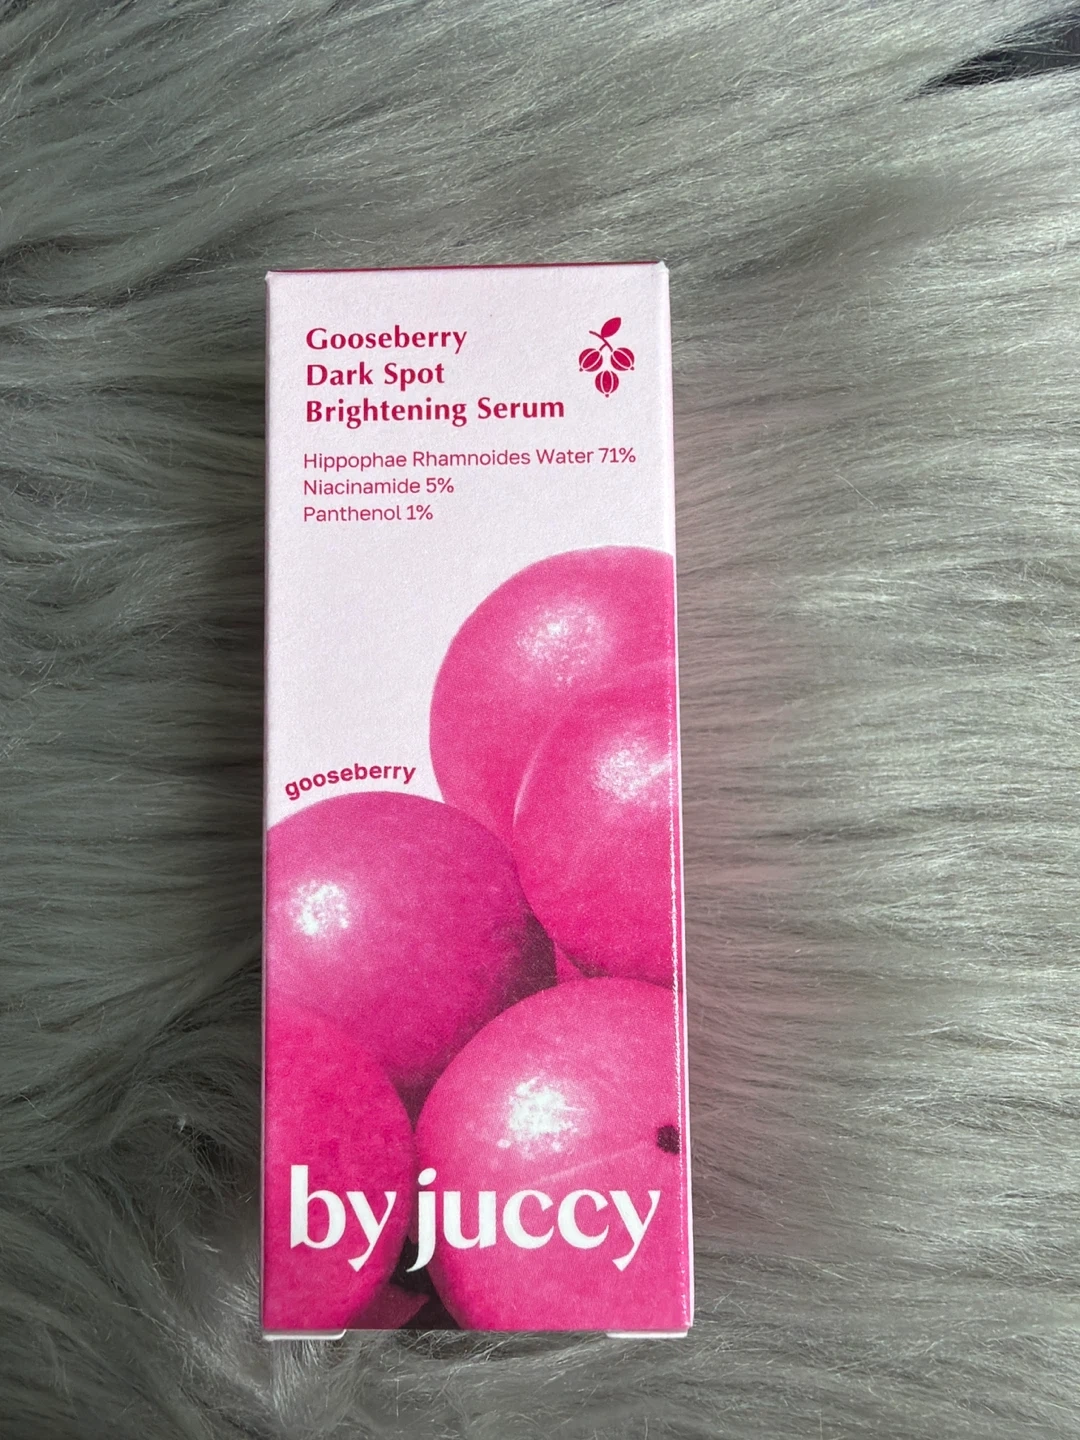 Gooseberry
Dark Spot
Brightening Serum
Hippophae Rhamnoides Water 71%
Niacinamide 5%
Panthenol 1%
gooseberry
by juccy